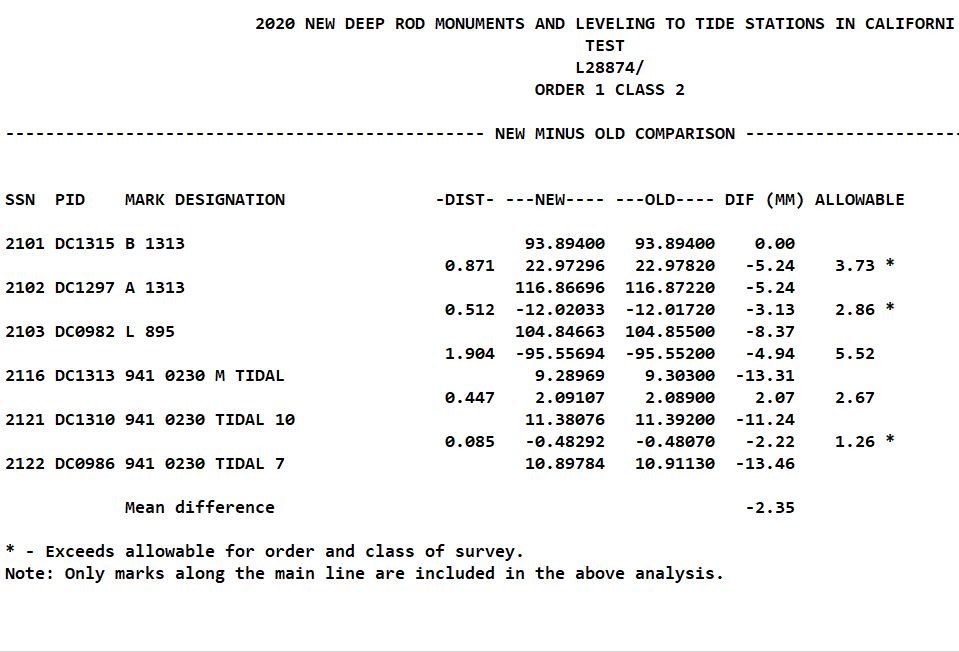 2020 NEW DEEP ROD MONUMENTS AND LEVELING TO TIDE STATIONS IN CALIFORNI
TEST
L28874/
ORDER 1 CLASS 2
------------------------------------------------ NEW MINUS OLD COMPARISON ----------------------
SSN PID MARK DESIGNATION -DIST- ---NEW---- ---OLD---- DIF (MM) ALLOWABLE
2101 DC1315 B 1313 93.89400 93.89400 0.00
0.871 22.97296 22.97820 -5.24 3.73 *
2102 DC1297 A 1313 116.86696 116.87220 -5.24
0.512 -12.02033 -12.01720 -3.13 2.86 *
2103 DC0982 L 895 104.84663 104.85500 -8.37
1.904 -95.55694 -95.55200 -4.94 5.52
2116 DC1313 941 0230 M TIDAL 9.28969 9.30300 -13.31
0.447 2.09107 2.08900 2.07 2.67
2121 DC1310 941 0230 TIDAL 10 11.38076 11.39200 -11.24
0.085 -0.48292 -0.48070 -2.22 1.26 *
2122 DC0986 941 0230 TIDAL 7 10.89784 10.91130 -13.46
Mean difference -2.35
* - Exceeds allowable for order and class of survey.
Note: Only marks along the main line are included in the above analysis.